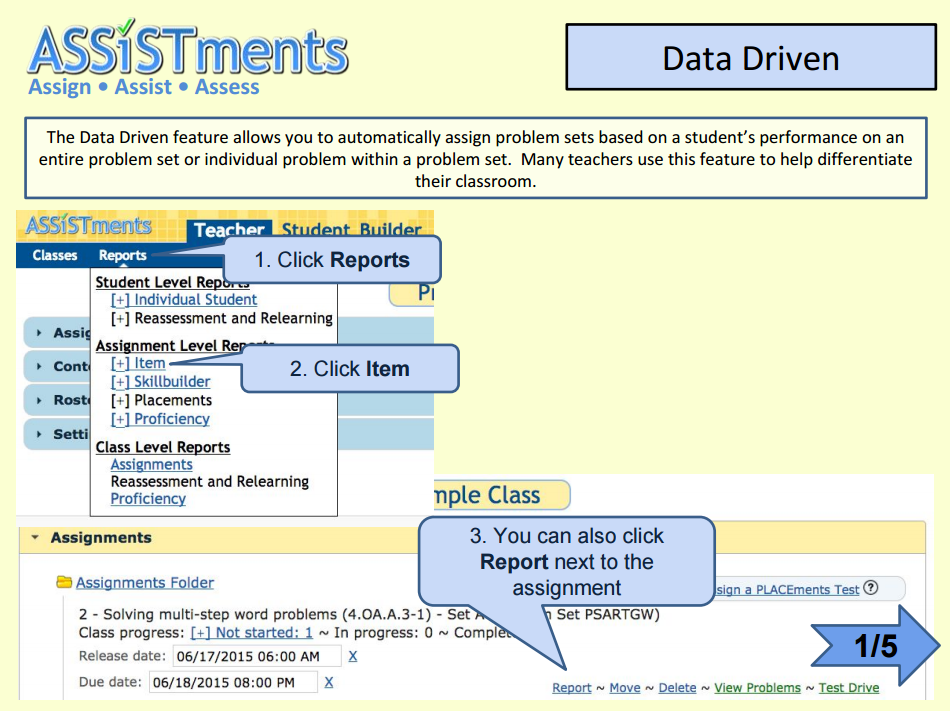 ASSiSTments
Assign • Assist • Assess
Data Driven
The Data Driven feature allows you to automatically assign problem sets based on a student's performance on an
entire problem set or individual problem within a problem set. Many teachers use this feature to help differentiate
their classroom.
ASSiSTments
Teacher Student Builder
Classes Reports
1. Click Reports
Student Level Reports
[+] Individual Student
[+] Reassessment and Relearning
Assignment Level Reports
[+] Item
2. Click Item
[+] Skillbuilder
[+] Placements
[+] Proficiency
Class Level Reports
Assignments
Reassessment and Relearning
Proficiency
mple Class
Assignments
3. You can also click
Report next to the
assignment
Assignments Folder
sign a PLACEments Test ?
2 - Solving multi-step word problems (4.OA.A.3-1) - Set A Set PSARTGW)
Class progress: [+] Not started: 1 ~ In progress: 0 ~ Complet
Release date: 06/17/2015 06:00 AM X
1/5
Due date: 06/18/2015 08:00 PM X
Report ~ Move ~ Delete ~ View Problems ~ Test Drive